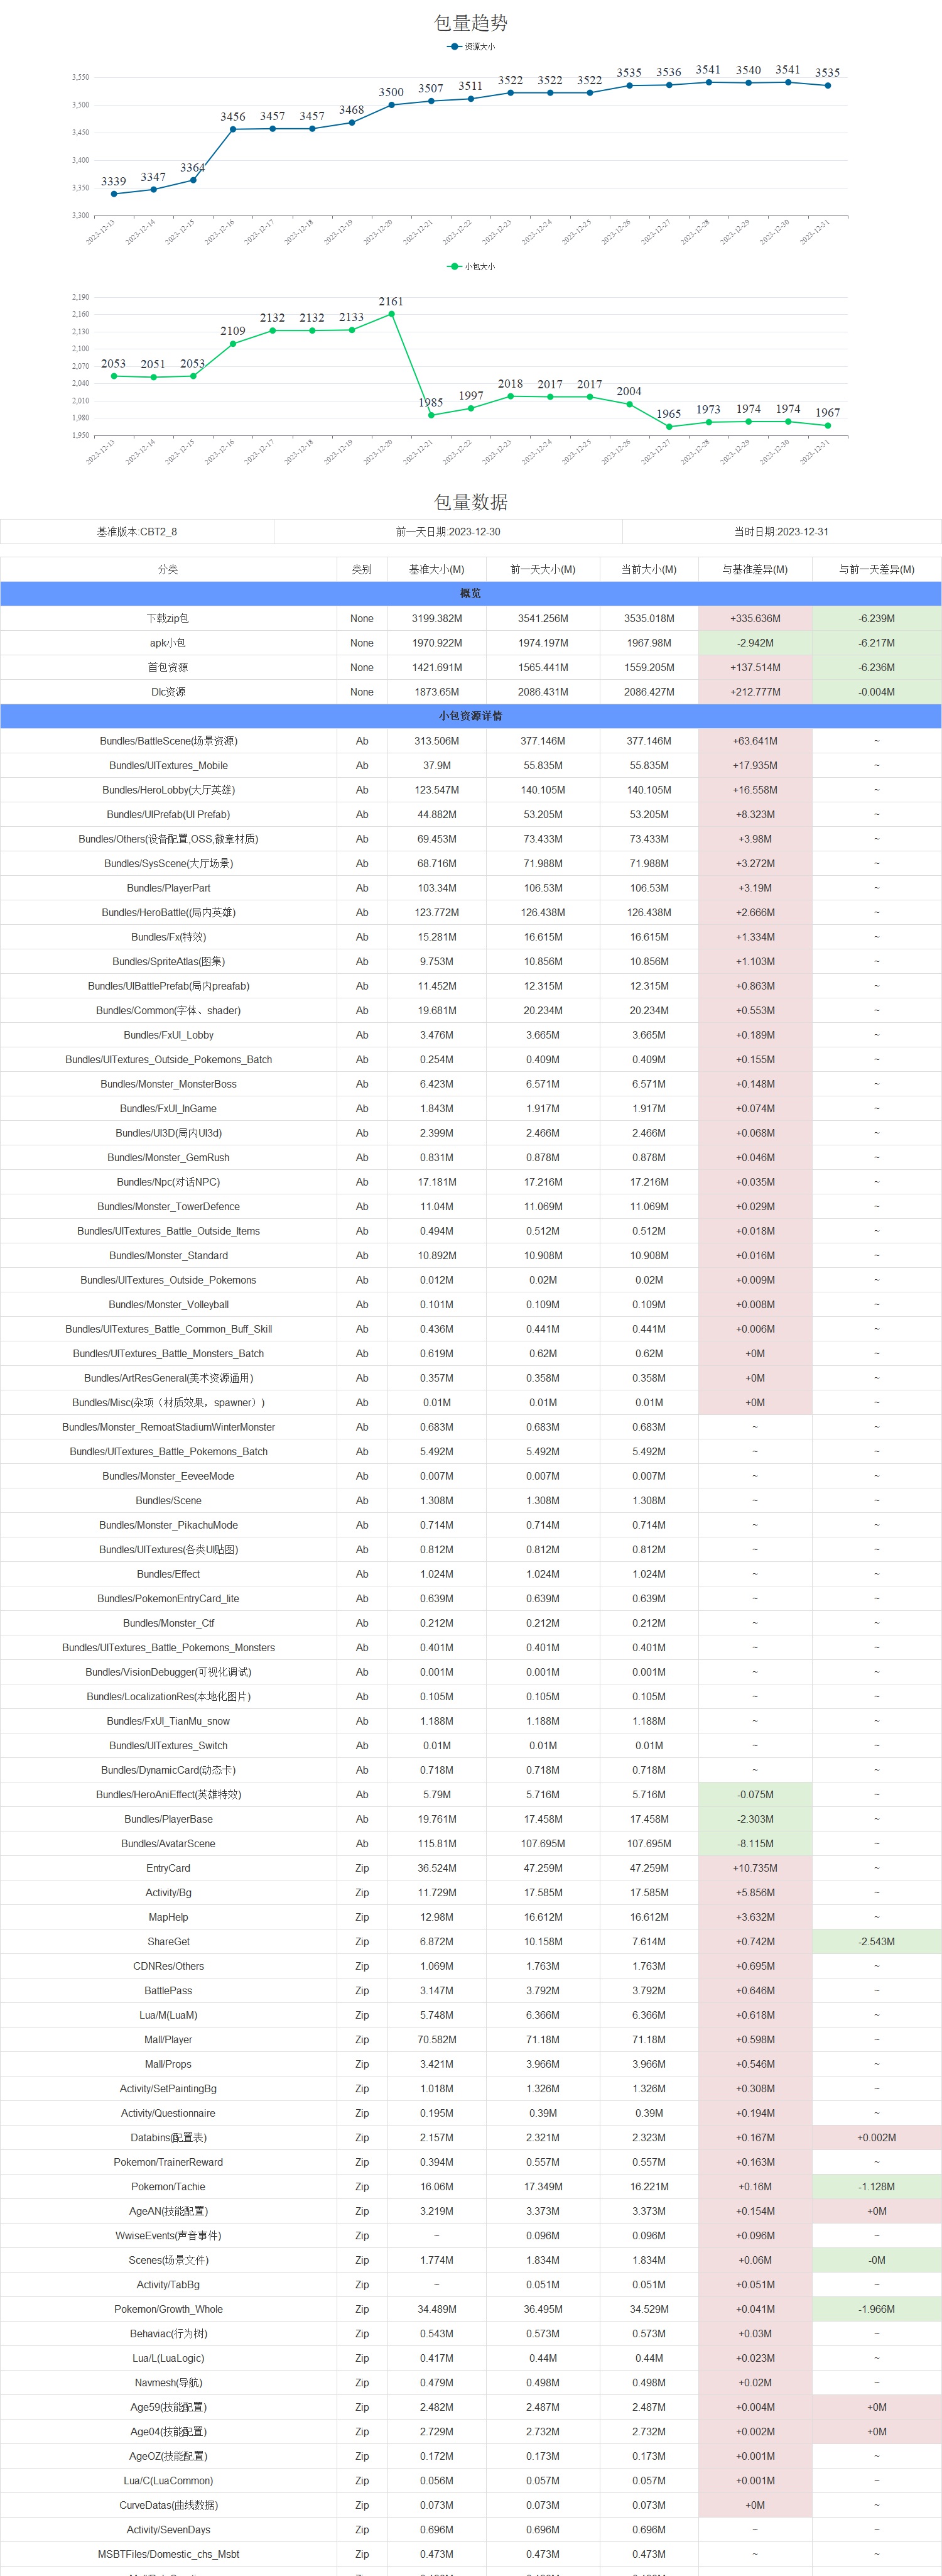 包量趋势
资源大小
3,550
3,500
3,450
3,400
3,350
3,300
3339 3347 3364 3456 3457 3457 3468 3500 3507 3511 3522 3522 3522 3535 3536 3541 3540 3541 3535
2023-12-13 2023-12-14 2023-12-15 2023-12-16 2023-12-17 2023-12-18 2023-12-19 2023-12-20 2023-12-21 2023-12-22 2023-12-23 2023-12-24 2023-12-25 2023-12-26 2023-12-27 2023-12-28 2023-12-29 2023-12-30 2023-12-31
小包大小
2,190
2,160
2,130
2,100
2,070
2,040
2,010
1,980
1,950
2053 2051 2053 2109 2132 2132 2133 2161 1985 1997 2018 2017 2017 2004 1965 1973 1974 1974 1967
2023-12-13 2023-12-14 2023-12-15 2023-12-16 2023-12-17 2023-12-18 2023-12-19 2023-12-20 2023-12-21 2023-12-22 2023-12-23 2023-12-24 2023-12-25 2023-12-26 2023-12-27 2023-12-28 2023-12-29 2023-12-30 2023-12-31
包量数据
基准版本:CBT2_8 前一天日期:2023-12-30 当时日期:2023-12-31
分类 类别 基准大小(M) 前一天大小(M) 当前大小(M) 与基准差异(M) 与前一天差异(M)
概览
下载zip包 None 3199.382M 3541.256M 3535.018M +335.636M -6.239M
apk小包 None 1970.922M 1974.197M 1967.98M -2.942M -6.217M
首包资源 None 1421.691M 1565.441M 1559.205M +137.514M -6.236M
Dlc资源 None 1873.65M 2086.431M 2086.427M +212.777M -0.004M
小包资源详情
Bundles/BattleScene(场景资源) Ab 313.506M 377.146M 377.146M +63.641M ~
Bundles/UITextures_Mobile Ab 37.9M 55.835M 55.835M +17.935M ~
Bundles/HeroLobby(大厅英雄) Ab 123.547M 140.105M 140.105M +16.558M ~
Bundles/UIPrefab(UI Prefab) Ab 44.882M 53.205M 53.205M +8.323M ~
Bundles/Others(设备配置,OSS,徽章材质) Ab 69.453M 73.433M 73.433M +3.98M ~
Bundles/SysScene(大厅场景) Ab 68.716M 71.988M 71.988M +3.272M ~
Bundles/PlayerPart Ab 103.34M 106.53M 106.53M +3.19M ~
Bundles/HeroBattle((局内英雄) Ab 123.772M 126.438M 126.438M +2.666M ~
Bundles/Fx(特效) Ab 15.281M 16.615M 16.615M +1.334M ~
Bundles/SpriteAtlas(图集) Ab 9.753M 10.856M 10.856M +1.103M ~
Bundles/UIBattlePrefab(局内preafab) Ab 11.452M 12.315M 12.315M +0.863M ~
Bundles/Common(字体、shader) Ab 19.681M 20.234M 20.234M +0.553M ~
Bundles/FxUI_Lobby Ab 3.476M 3.665M 3.665M +0.189M ~
Bundles/UITextures_Outside_Pokemons_Batch Ab 0.254M 0.409M 0.409M +0.155M ~
Bundles/Monster_MonsterBoss Ab 6.423M 6.571M 6.571M +0.148M ~
Bundles/FxUI_InGame Ab 1.843M 1.917M 1.917M +0.074M ~
Bundles/UI3D(局内UI3d) Ab 2.399M 2.466M 2.466M +0.068M ~
Bundles/Monster_GemRush Ab 0.831M 0.878M 0.878M +0.046M ~
Bundles/Npc(对话NPC) Ab 17.181M 17.216M 17.216M +0.035M ~
Bundles/Monster_TowerDefence Ab 11.04M 11.069M 11.069M +0.029M ~
Bundles/UITextures_Battle_Outside_Items Ab 0.494M 0.512M 0.512M +0.018M ~
Bundles/Monster_Standard Ab 10.892M 10.908M 10.908M +0.016M ~
Bundles/UITextures_Outside_Pokemons Ab 0.012M 0.02M 0.02M +0.009M ~
Bundles/Monster_Volleyball Ab 0.101M 0.109M 0.109M +0.008M ~
Bundles/UITextures_Battle_Common_Buff_Skill Ab 0.436M 0.441M 0.441M +0.006M ~
Bundles/UITextures_Battle_Monsters_Batch Ab 0.619M 0.62M 0.62M +0M ~
Bundles/ArtResGeneral(美术资源通用) Ab 0.357M 0.358M 0.358M +0M ~
Bundles/Misc(杂项（材质效果，spawner）) Ab 0.01M 0.01M 0.01M +0M ~
Bundles/Monster_RemoatStadiumWinterMonster Ab 0.683M 0.683M 0.683M ~ ~
Bundles/UITextures_Battle_Pokemons_Batch Ab 5.492M 5.492M 5.492M ~ ~
Bundles/Monster_EeveeMode Ab 0.007M 0.007M 0.007M ~ ~
Bundles/Scene Ab 1.308M 1.308M 1.308M ~ ~
Bundles/Monster_PikachuMode Ab 0.714M 0.714M 0.714M ~ ~
Bundles/UITextures(各类UI贴图) Ab 0.812M 0.812M 0.812M ~ ~
Bundles/Effect Ab 1.024M 1.024M 1.024M ~ ~
Bundles/PokemonEntryCard_lite Ab 0.639M 0.639M 0.639M ~ ~
Bundles/Monster_Ctf Ab 0.212M 0.212M 0.212M ~ ~
Bundles/UITextures_Battle_Pokemons_Monsters Ab 0.401M 0.401M 0.401M ~ ~
Bundles/VisionDebugger(可视化调试) Ab 0.001M 0.001M 0.001M ~ ~
Bundles/LocalizationRes(本地化图片) Ab 0.105M 0.105M 0.105M ~ ~
Bundles/FxUI_TianMu_snow Ab 1.188M 1.188M 1.188M ~ ~
Bundles/UITextures_Switch Ab 0.01M 0.01M 0.01M ~ ~
Bundles/DynamicCard(动态卡) Ab 0.718M 0.718M 0.718M ~ ~
Bundles/HeroAniEffect(英雄特效) Ab 5.79M 5.716M 5.716M -0.075M ~
Bundles/PlayerBase Ab 19.761M 17.458M 17.458M -2.303M ~
Bundles/AvatarScene Ab 115.81M 107.695M 107.695M -8.115M ~
EntryCard Zip 36.524M 47.259M 47.259M +10.735M ~
Activity/Bg Zip 11.729M 17.585M 17.585M +5.856M ~
MapHelp Zip 12.98M 16.612M 16.612M +3.632M ~
ShareGet Zip 6.872M 10.158M 7.614M +0.742M -2.543M
CDNRes/Others Zip 1.069M 1.763M 1.763M +0.695M ~
BattlePass Zip 3.147M 3.792M 3.792M +0.646M ~
Lua/M(LuaM) Zip 5.748M 6.366M 6.366M +0.618M ~
Mall/Player Zip 70.582M 71.18M 71.18M +0.598M ~
Mall/Props Zip 3.421M 3.966M 3.966M +0.546M ~
Activity/SetPaintingBg Zip 1.018M 1.326M 1.326M +0.308M ~
Activity/Questionnaire Zip 0.195M 0.39M 0.39M +0.194M ~
Databins(配置表) Zip 2.157M 2.321M 2.323M +0.167M +0.002M
Pokemon/TrainerReward Zip 0.394M 0.557M 0.557M +0.163M ~
Pokemon/Tachie Zip 16.06M 17.349M 16.221M +0.16M -1.128M
AgeAN(技能配置) Zip 3.219M 3.373M 3.373M +0.154M +0M
WwiseEvents(声音事件) Zip ~ 0.096M 0.096M +0.096M ~
Scenes(场景文件) Zip 1.774M 1.834M 1.834M +0.06M -0M
Activity/TabBg Zip ~ 0.051M 0.051M +0.051M ~
Pokemon/Growth_Whole Zip 34.489M 36.495M 34.529M +0.041M -1.966M
Behaviac(行为树) Zip 0.543M 0.573M 0.573M +0.03M ~
Lua/L(LuaLogic) Zip 0.417M 0.44M 0.44M +0.023M ~
Navmesh(导航) Zip 0.479M 0.498M 0.498M +0.02M ~
Age59(技能配置) Zip 2.482M 2.487M 2.487M +0.004M +0M
Age04(技能配置) Zip 2.729M 2.732M 2.732M +0.002M +0M
AgeOZ(技能配置) Zip 0.172M 0.173M 0.173M +0.001M ~
Lua/C(LuaCommon) Zip 0.056M 0.057M 0.057M +0.001M ~
CurveDatas(曲线数据) Zip 0.073M 0.073M 0.073M +0M ~
Activity/SevenDays Zip 0.696M 0.696M 0.696M ~ ~
MSBTFiles/Domestic_chs_Msbt Zip 0.473M 0.473M 0.473M ~ ~